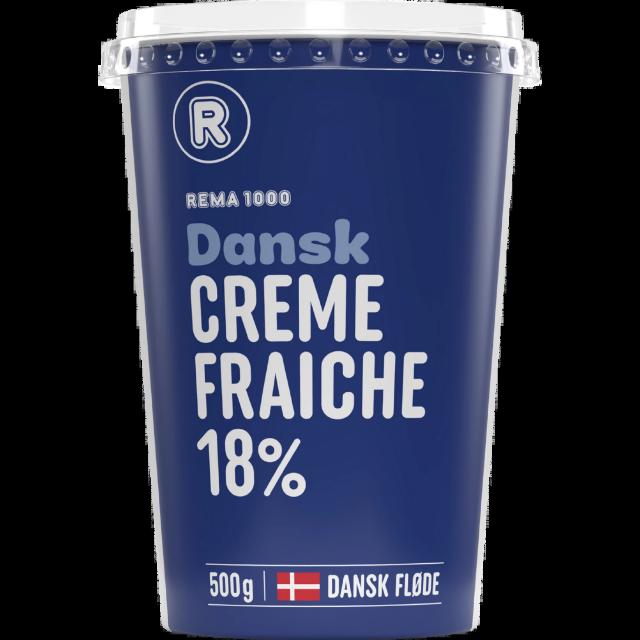 R
REMA 1000
Dansk
CREME
FRAICHE
18%
500g | DANSK FLØDE